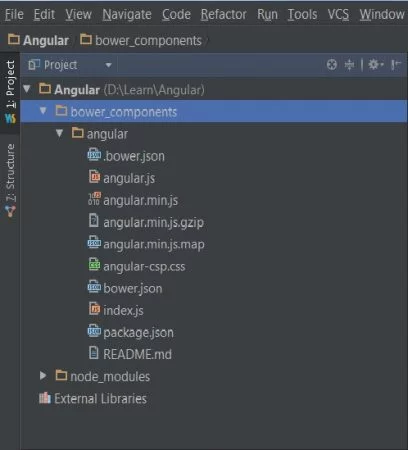 File Edit View Navigate Code Refactor Run Tools VCS Window
Angular bower_components
1: Project
7: Structure
Project
Angular (D:\Learn\Angular)
bower_components
angular
.bower.json
angular.js
angular.min.js
angular.min.js.gzip
angular.min.js.map
angular-csp.css
bower.json
index.js
package.json
README.md
node_modules
External Libraries